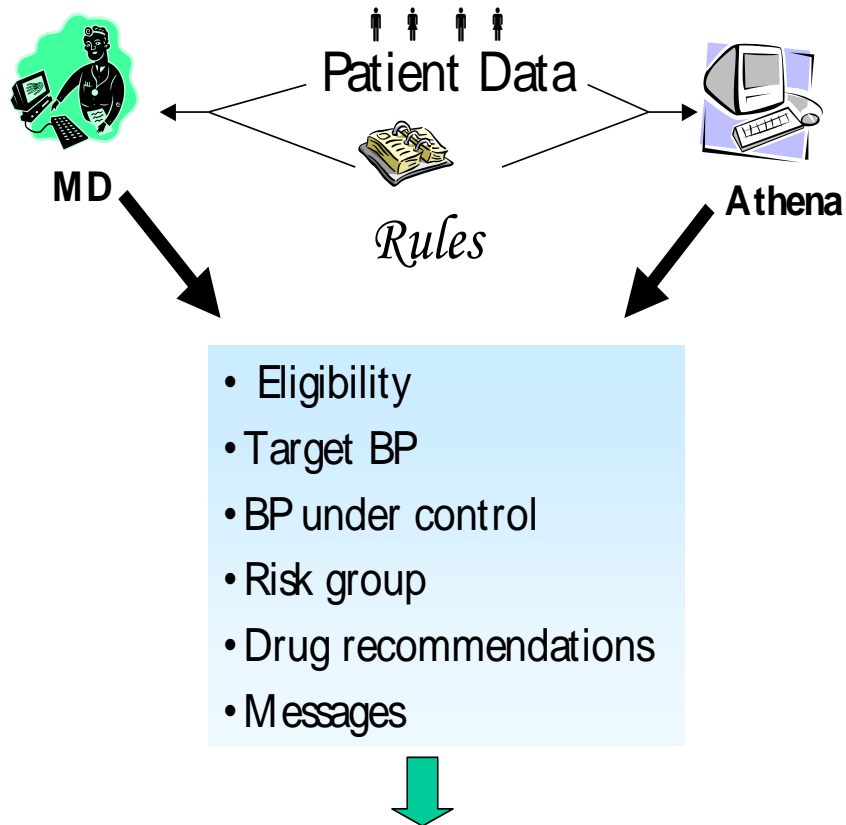 Patient Data
MD
Athena
Rules
• Eligibility
• Target BP
• BP under control
• Risk group
• Drug recommendations
• Messages